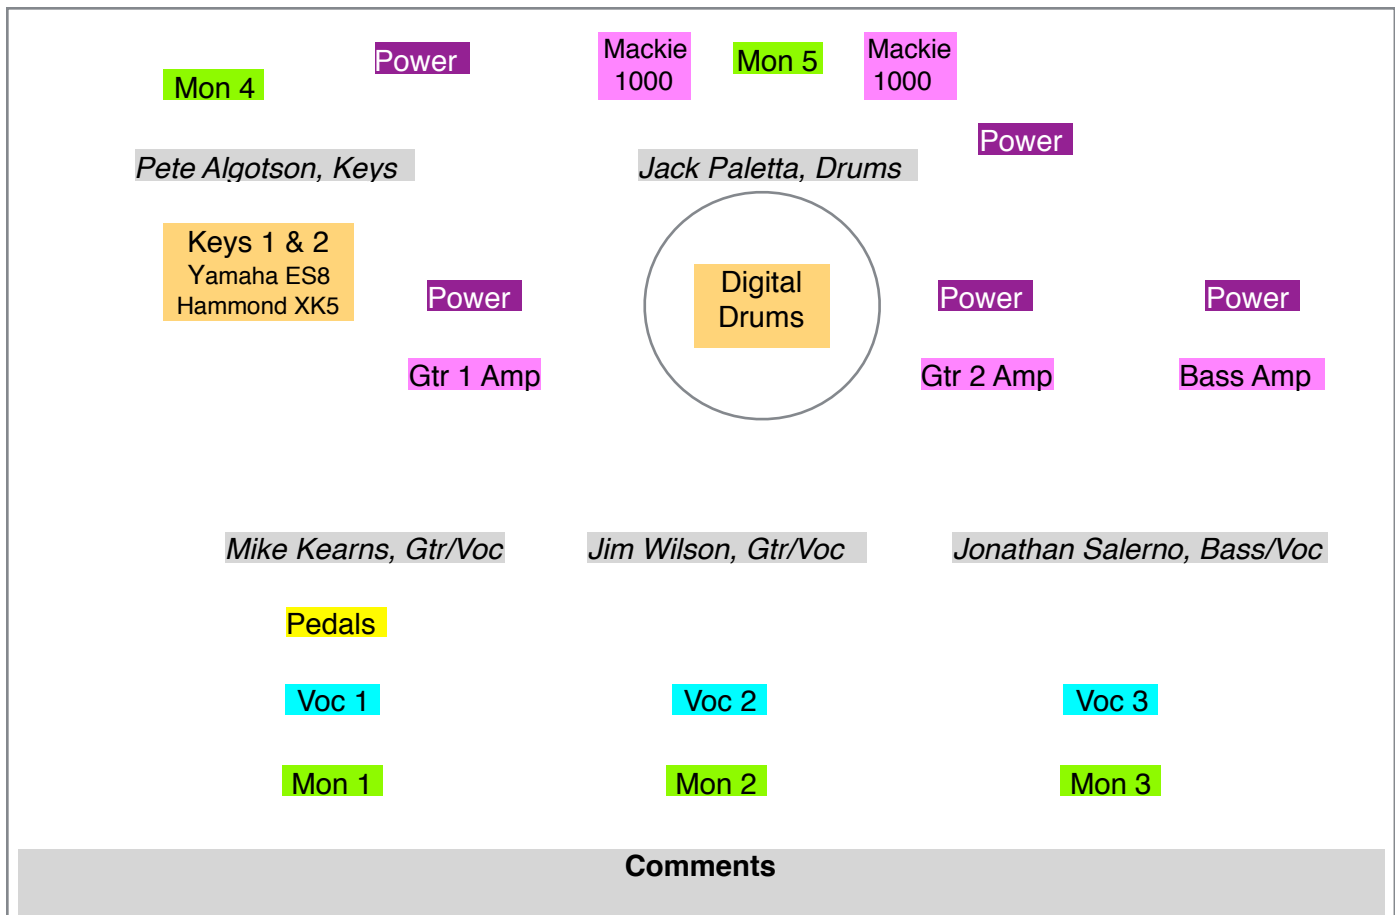 Power
Mackie
1000
Mon 5
Mackie
1000
Mon 4
Power
Pete Algotson, Keys
Jack Paletta, Drums
Keys 1 & 2
Yamaha ES8
Hammond XK5
Power
Digital
Drums
Power
Power
Gtr 1 Amp
Gtr 2 Amp
Bass Amp
Mike Kearns, Gtr/Voc
Jim Wilson, Gtr/Voc
Jonathan Salerno, Bass/Voc
Pedals
Voc 1
Voc 2
Voc 3
Mon 1
Mon 2
Mon 3
Comments